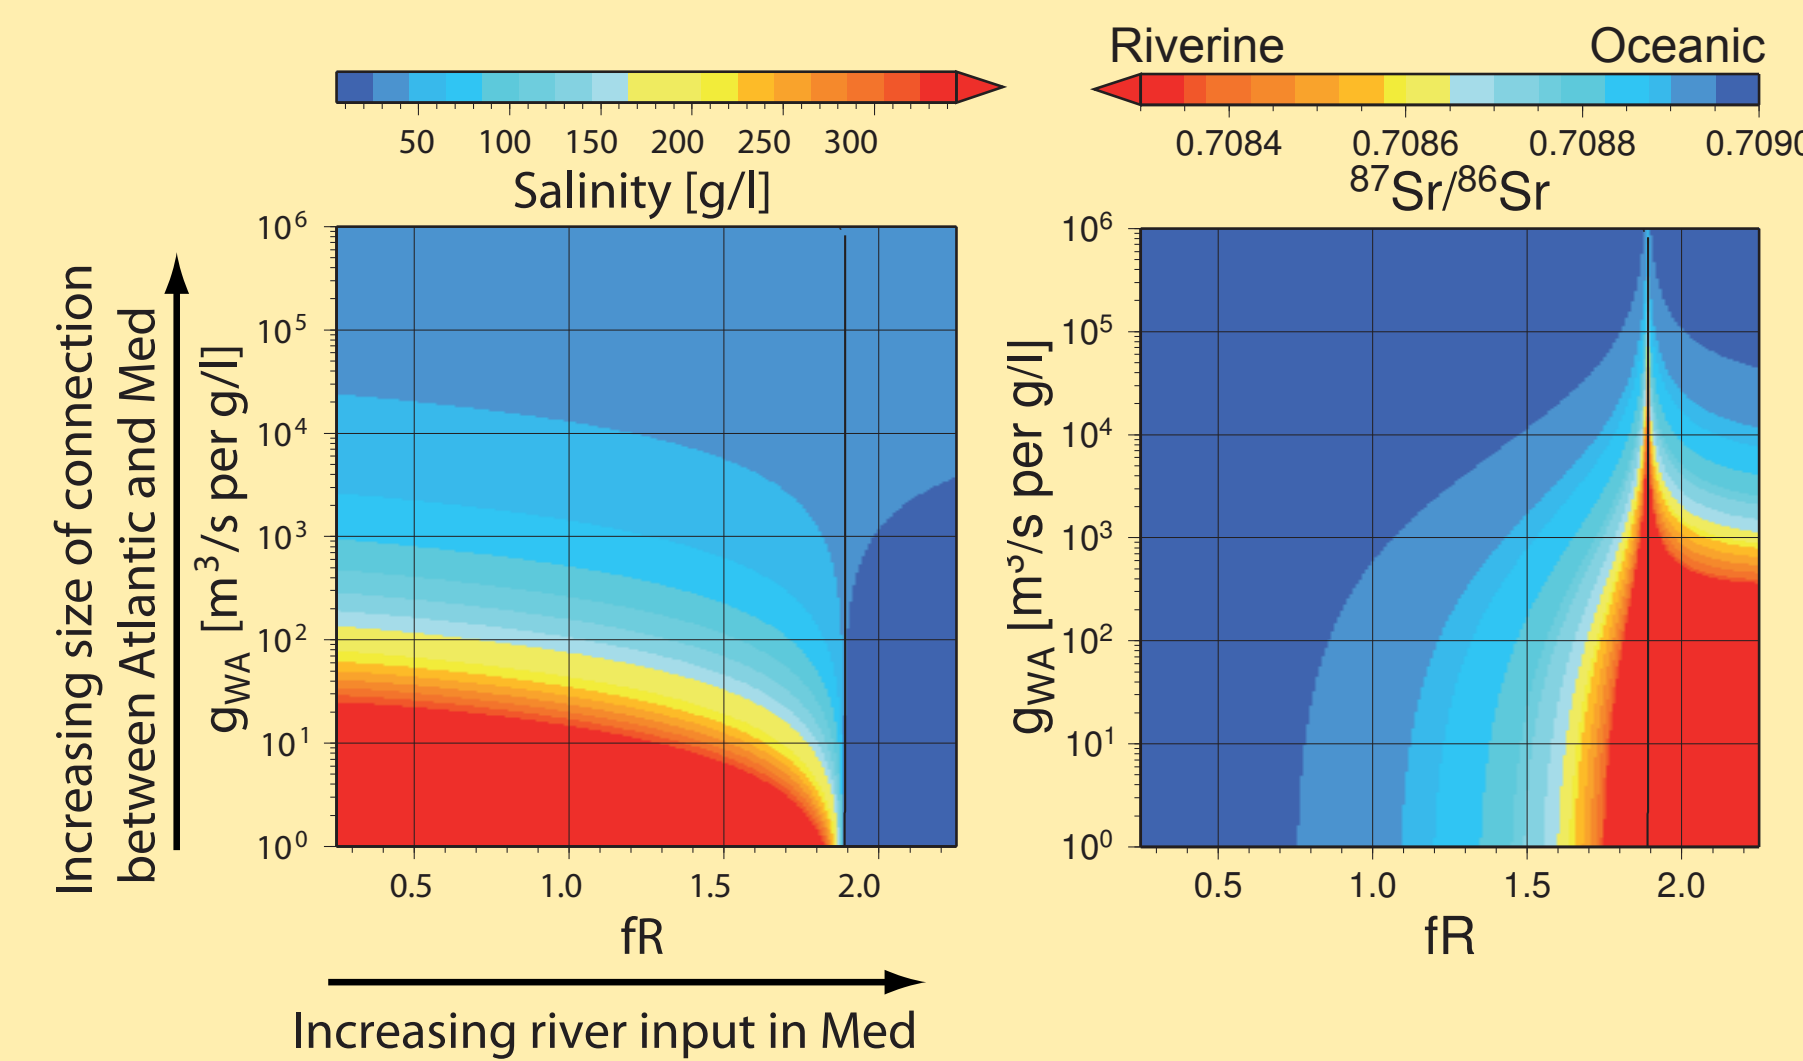 Riverine Oceanic
50 100 150 200 250 300
0.7084 0.7086 0.7088 0.7090
Salinity [g/l]
87Sr/86Sr
Increasing size of connection
between Atlantic and Med
gWA [m3/s per g/l]
10^6
10^5
10^4
10^3
10^2
10^1
10^0
0.5 1.0 1.5 2.0
fR
Increasing river input in Med
gWA [m3/s per g/l]
10^6
10^5
10^4
10^3
10^2
10^1
10^0
0.5 1.0 1.5 2.0
fR